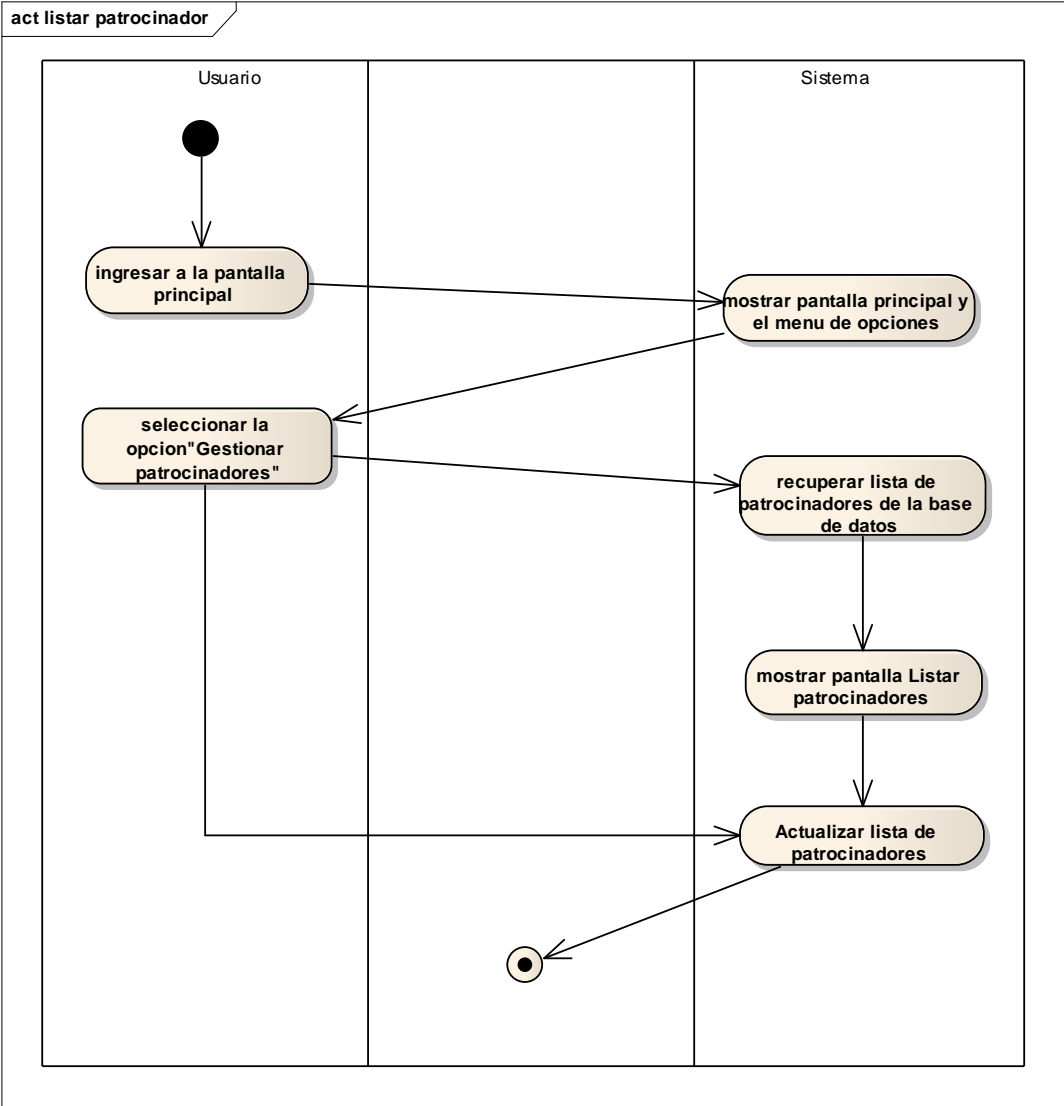 act listar patrocinador
Usuario
Sistema
ingresar a la pantalla
principal
mostrar pantalla principal y
el menu de opciones
seleccionar la
opcion"Gestionar
patrocinadores"
recuperar lista de
patrocinadores de la base
de datos
mostrar pantalla Listar
patrocinadores
Actualizar lista de
patrocinadores